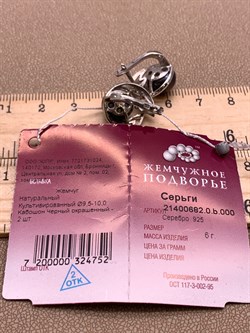 Жемчуг
Натуральный
Культивированный Ø9,5-10,0
Кабошон Черный окрашенный -
2 шт.
7 200000 324752
Штамп ОТК
2
ОТК
ЖЕМЧУЖНОЕ
ПОДВОРЬЕ
Серьги
АРТИКУЛ 21400682.0.b.000
Серебро 925
РАЗМЕР
МАССА ИЗДЕЛИЯ 6 г
ЦЕНА ЗА ГРАММ
ЦЕНА ИЗДЕЛИЯ
Произведено в России
ОСТ 117-3-002-95